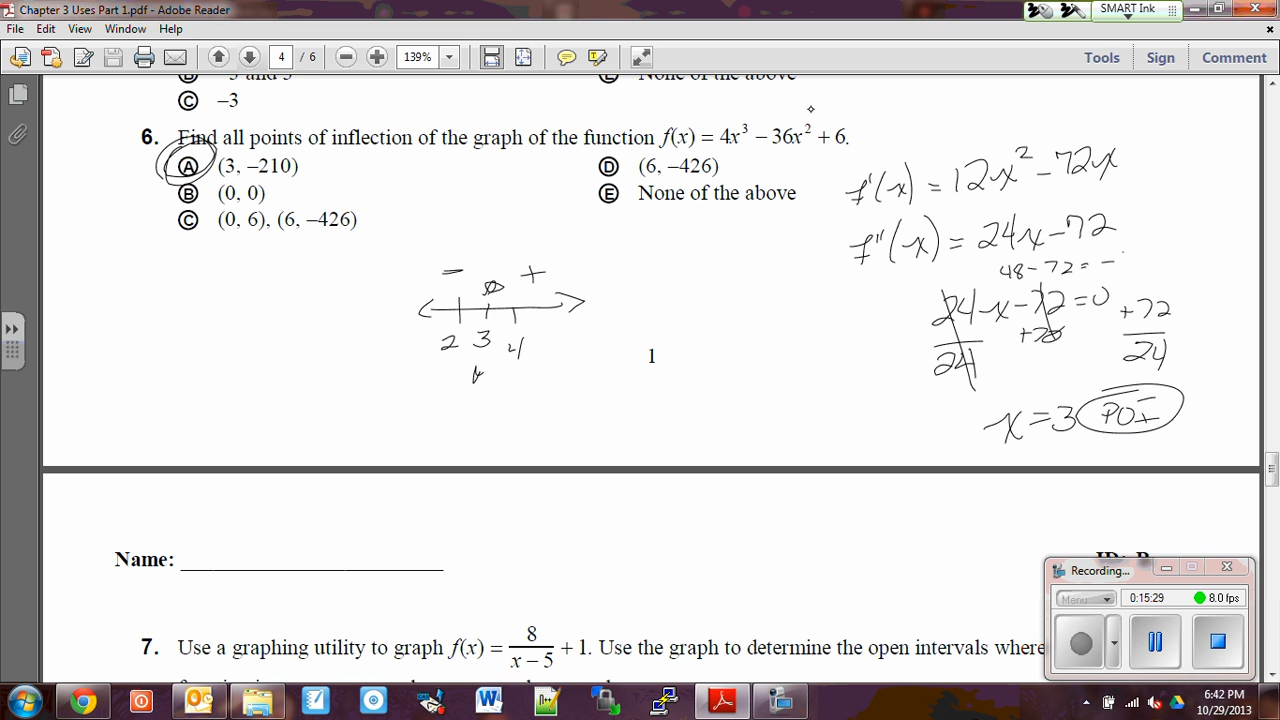 Chapter 3 Uses Part 1.pdf - Adobe Reader
SMART Ink
File Edit View Window Help
4 / 6 139% Tools Sign Comment
None of the above
C -3
6. Find all points of inflection of the graph of the function f(x) = 4x³ − 36x² + 6.
A (3, −210) D (6, −426)
B (0, 0) E None of the above
C (0, 6), (6, −426)
f'(x) = 12x² − 72x
f''(x) = 24x − 72
48 − 72 = −
24x − 72 = 0 +72
24 24
x = 3 POI
− 0 +
2 3 4
1
Name:
7. Use a graphing utility to graph f(x) = 8/(x − 5) + 1. Use the graph to determine the open intervals where
Recording...
Menu 0:15:29 8.0 fps
6:42 PM
10/29/2013